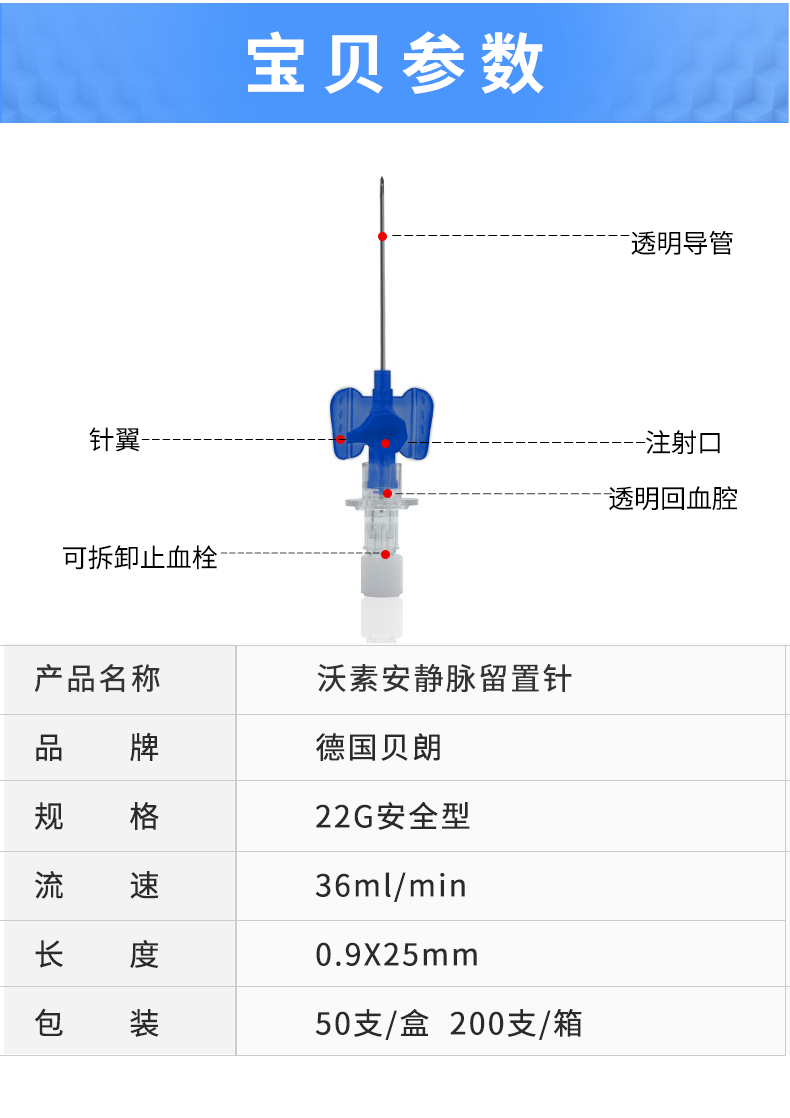 宝贝参数
透明导管
针翼
注射口
透明回血腔
可拆卸止血栓
产品名称 沃素安静脉留置针
品 牌 德国贝朗
规 格 22G安全型
流 速 36ml/min
长 度 0.9X25mm
包 装 50支/盒 200支/箱